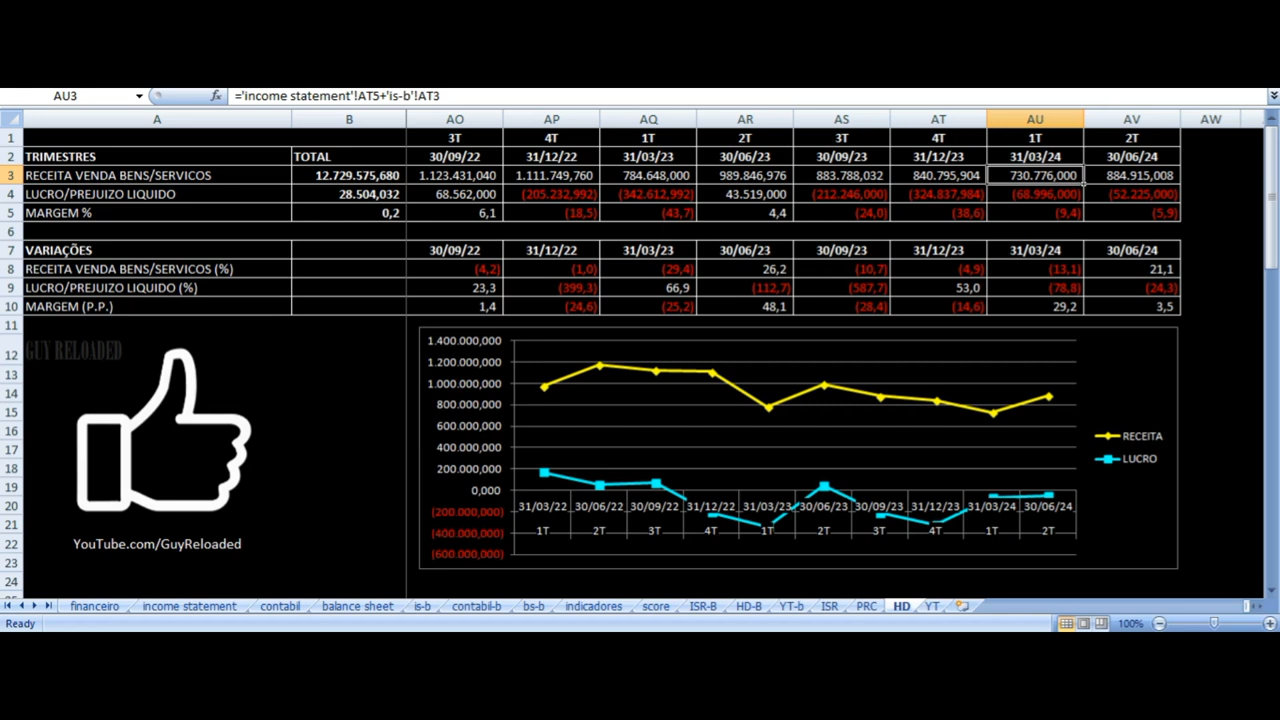 AU3 fx ='income statement'!AT5+'is-b'!AT3
A B AO AP AQ AR AS AT AU AV AW
1 3T 4T 1T 2T 3T 4T 1T 2T
2 TRIMESTRES TOTAL 30/09/22 31/12/22 31/03/23 30/06/23 30/09/23 31/12/23 31/03/24 30/06/24
3 RECEITA VENDA BENS/SERVICOS 12.729.575,680 1.123.431,040 1.111.749,760 784.648,000 989.846,976 883.788,032 840.795,904 730.776,000 884.915,008
4 LUCRO/PREJUIZO LIQUIDO 28.504,032 68.562,000 (205.232,992) (342.612,992) 43.519,000 (212.246,000) (324.837,984) (68.996,000) (52.225,000)
5 MARGEM % 0,2 6,1 (18,5) (43,7) 4,4 (24,0) (38,6) (9,4) (5,9)
6
7 VARIAÇÕES 30/09/22 31/12/22 31/03/23 30/06/23 30/09/23 31/12/23 31/03/24 30/06/24
8 RECEITA VENDA BENS/SERVICOS (%) (4,2) (1,0) (29,4) 26,2 (10,7) (4,9) (13,1) 21,1
9 LUCRO/PREJUIZO LIQUIDO (%) 23,3 (399,3) 66,9 (112,7) (587,7) 53,0 (78,8) (24,3)
10 MARGEM (P.P.) 1,4 (24,6) (25,2) 48,1 (28,4) (14,6) 29,2 3,5
11
12 GUY RELOADED
13
14
15
16
17
18
19
20
21
22
23
24
YouTube.com/GuyReloaded
1.400.000,000
1.200.000,000
1.000.000,000
800.000,000
600.000,000
400.000,000
200.000,000
0,000
(200.000,000)
(400.000,000)
(600.000,000)
31/03/22 30/06/22 30/09/22 31/12/22 31/03/23 30/06/23 30/09/23 31/12/23 31/03/24 30/06/24
1T 2T 3T 4T 1T 2T 3T 4T 1T 2T
RECEITA
LUCRO
financeiro income statement contabil balance sheet is-b contabil-b bs-b indicadores score ISR-B HD-B YT-b ISR PRC HD YT
Ready 100%